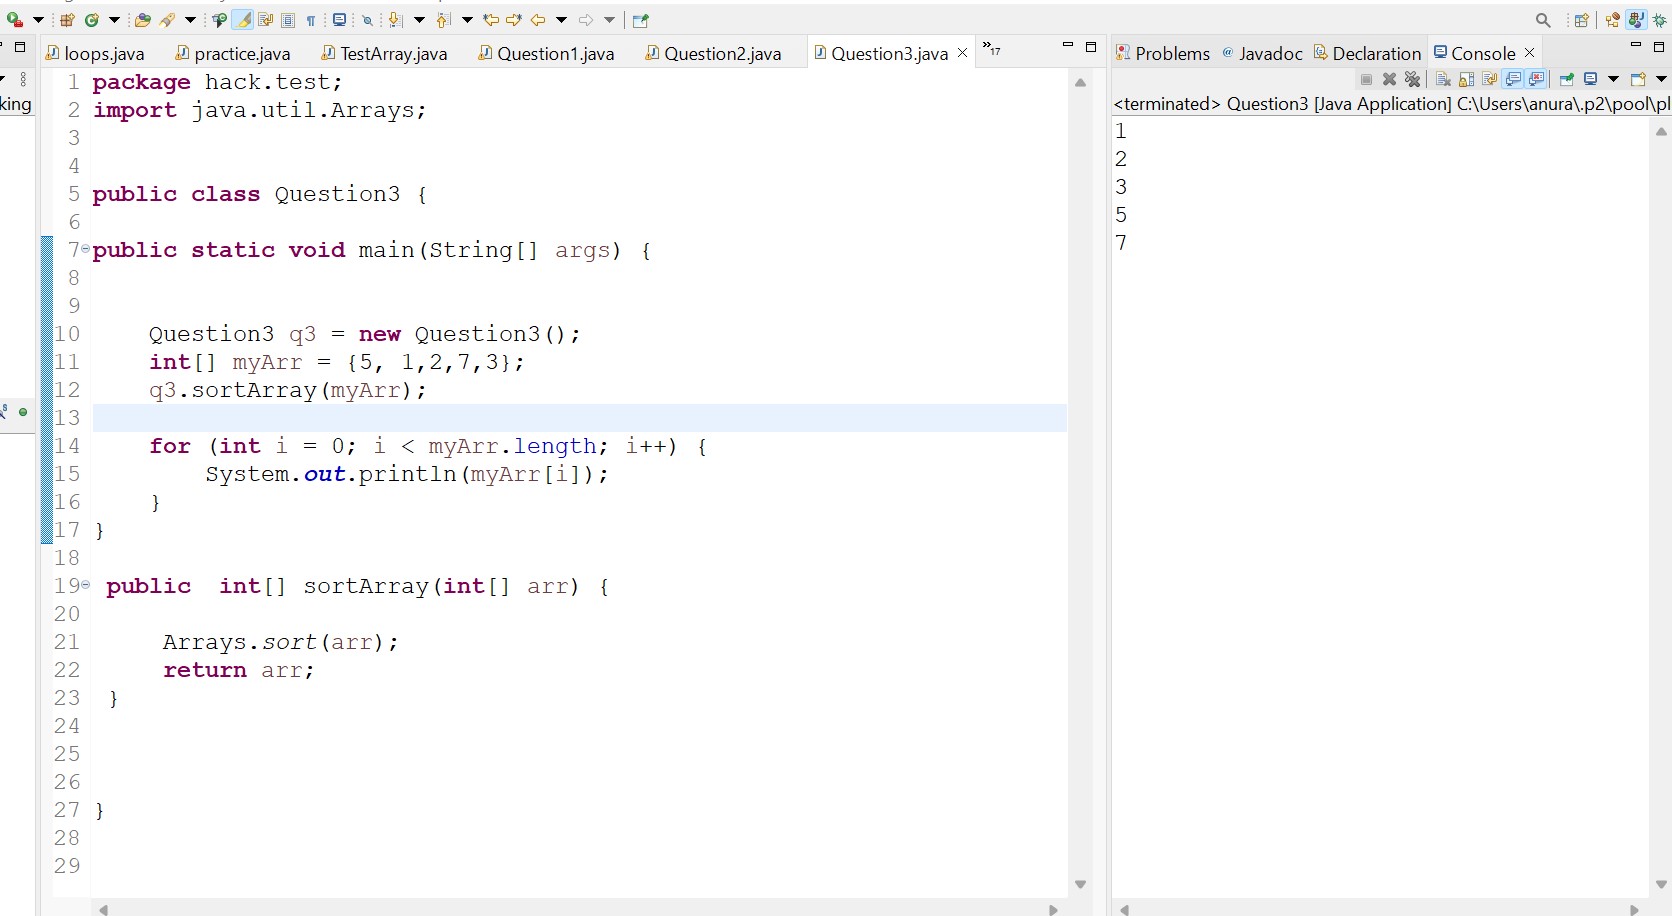 loops.java practice.java TestArray.java Question1.java Question2.java Question3.java × »17
Problems @ Javadoc Declaration Console ×
king
<terminated> Question3 [Java Application] C:\Users\anura\.p2\pool\pl
1 package hack.test;
2 import java.util.Arrays;
3
4
5 public class Question3 {
6
7 public static void main(String[] args) {
8
9
10     Question3 q3 = new Question3();
11     int[] myArr = {5, 1,2,7,3};
12     q3.sortArray(myArr);
13
14     for (int i = 0; i < myArr.length; i++) {
15         System.out.println(myArr[i]);
16     }
17 }
18
19  public  int[] sortArray(int[] arr) {
20
21      Arrays.sort(arr);
22      return arr;
23  }
24
25
26
27 }
28
29
1
2
3
5
7